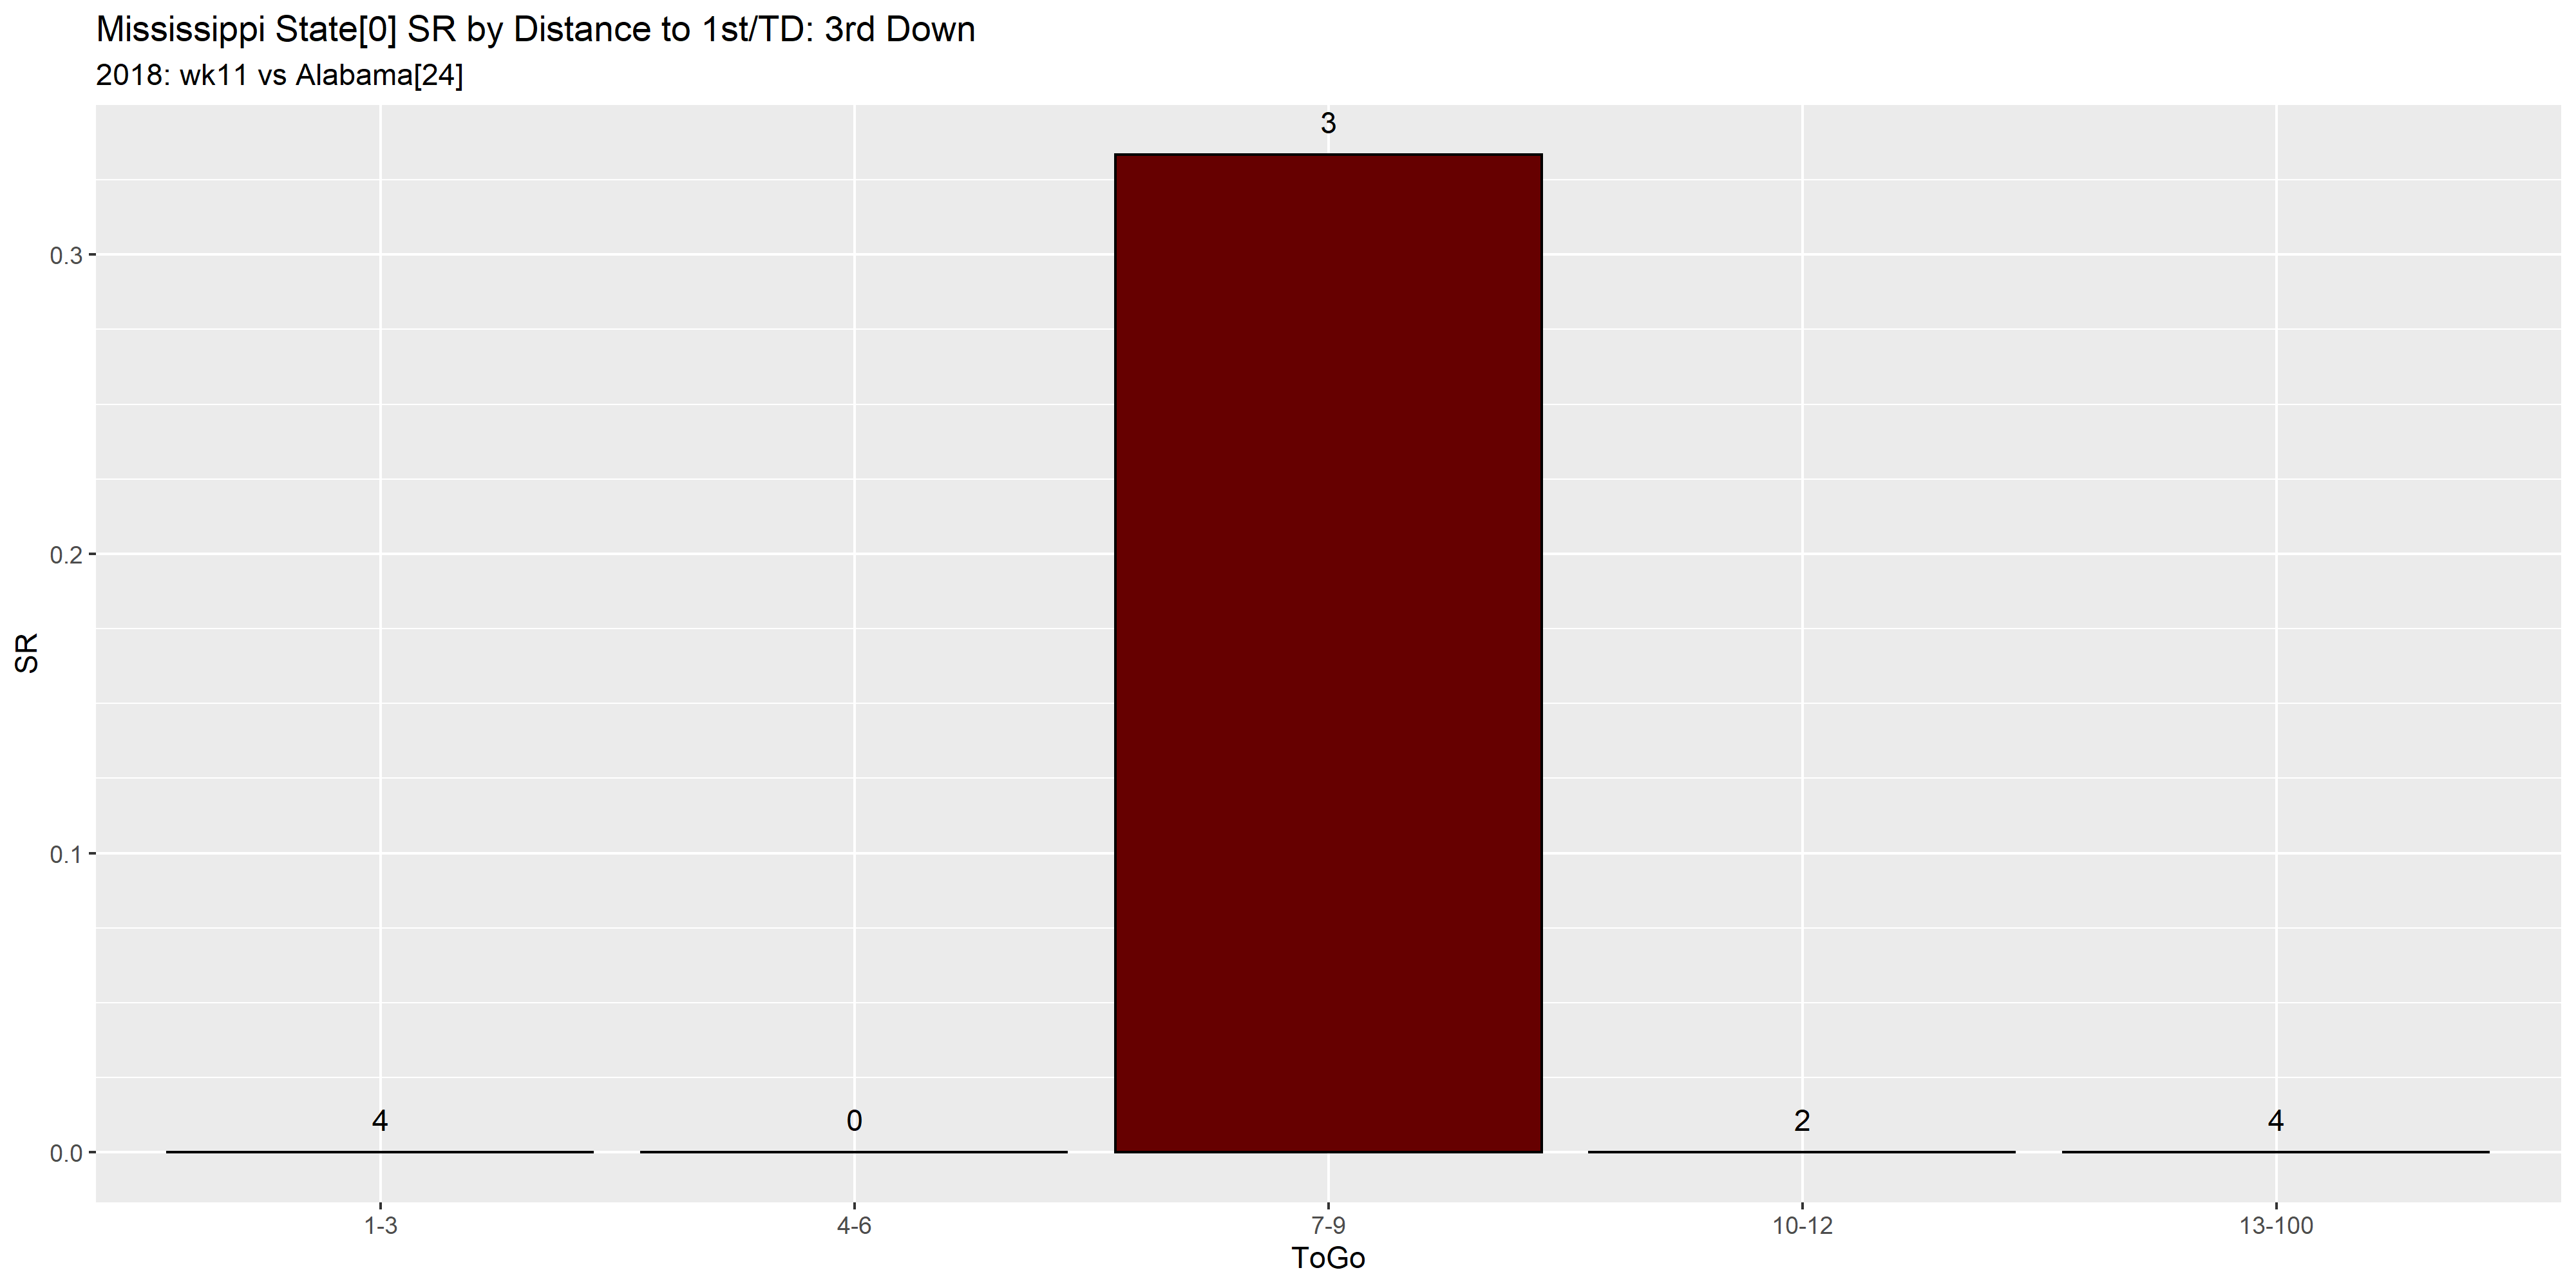 Mississippi State[0] SR by Distance to 1st/TD: 3rd Down
2018: wk11 vs Alabama[24]
3
0.3
0.2
SR
0.1
4 0 2 4
0.0
1-3 4-6 7-9 10-12 13-100
ToGo